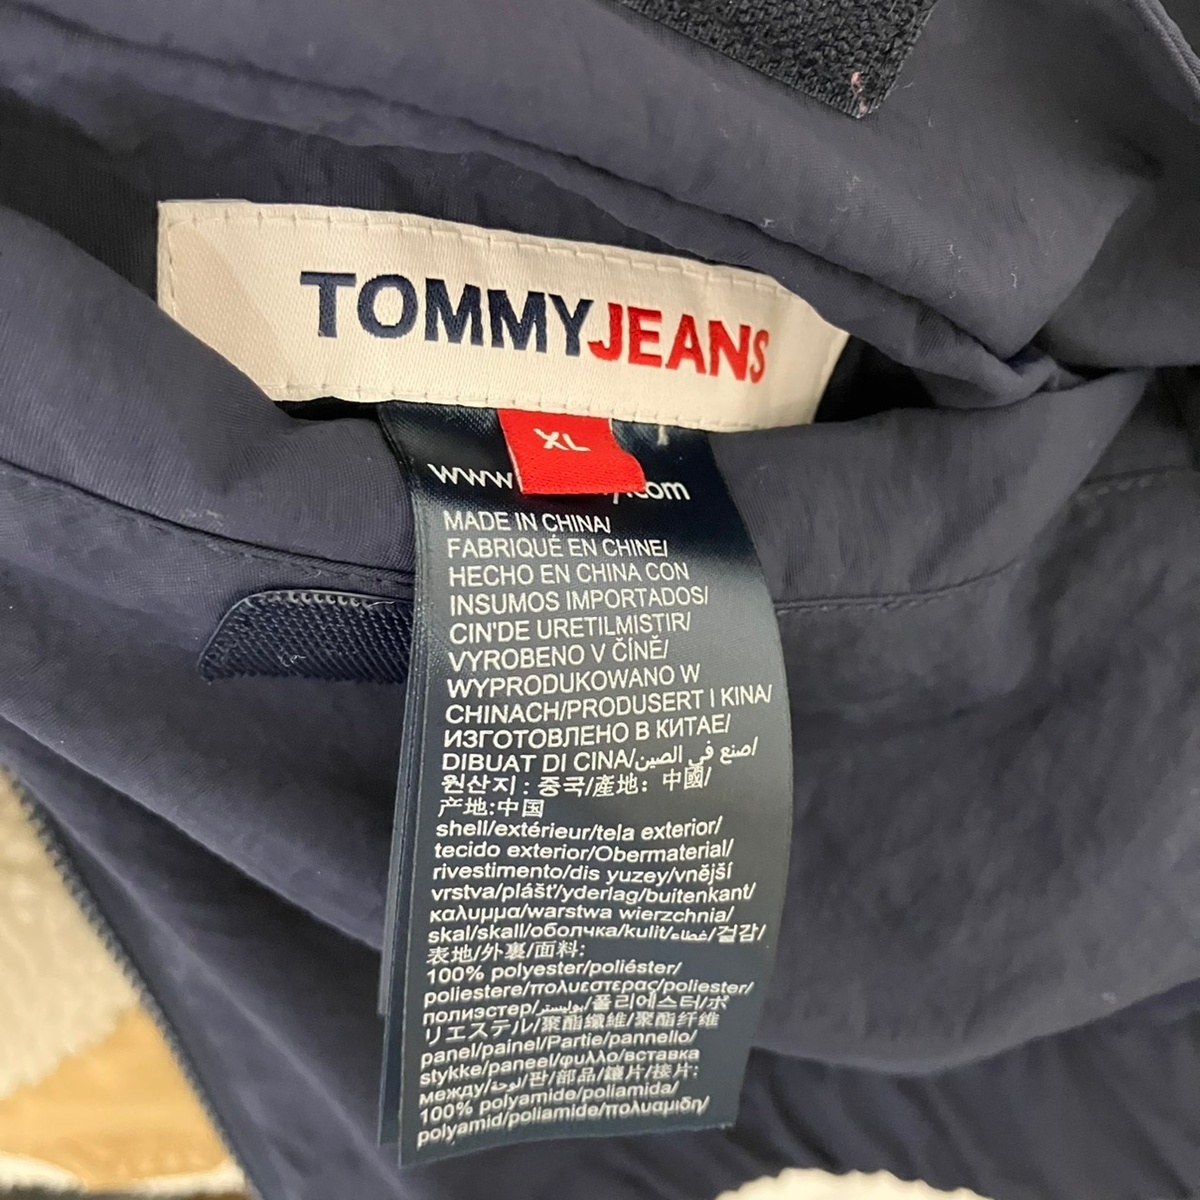 TOMMYJEANS
XL
www
.com
MADE IN CHINA/
FABRIQUÉ EN CHINE/
HECHO EN CHINA CON
INSUMOS IMPORTADOS/
CIN'DE URETILMISTIR/
VYROBENO V ČÍNĚ/
WYPRODUKOWANO W
CHINACH/PRODUSERT I KINA/
ИЗГОТОВЛЕНО В КИТАЕ/
DIBUAT DI CINA/صنع في الصين/
원산지 : 중국/產地: 中國/
产地:中国
shell/extérieur/tela exterior/
tecido exterior/Obermaterial/
rivestimento/dis yuzey/vnější
vrstva/plášť/yderlag/buitenkant/
καλυμμα/warstwa wierzchnia/
skal/skall/оболчка/kulit/غطاء/겉감/
表地/外裏/面料:
100% polyester/poliéster/
poliestere/πολυεστερας/poliester/
полиэстер/بوليستر/폴리에스터/ポ
リエステル/聚酯纖維/聚酯纤维
panel/painel/Partie/pannello/
stykke/paneel/φυλλο/вставка
между/لوحة/판/部品/鑲片/接片:
100% polyamide/poliamida/
polyamid/poliamide/πολυαμιδη/